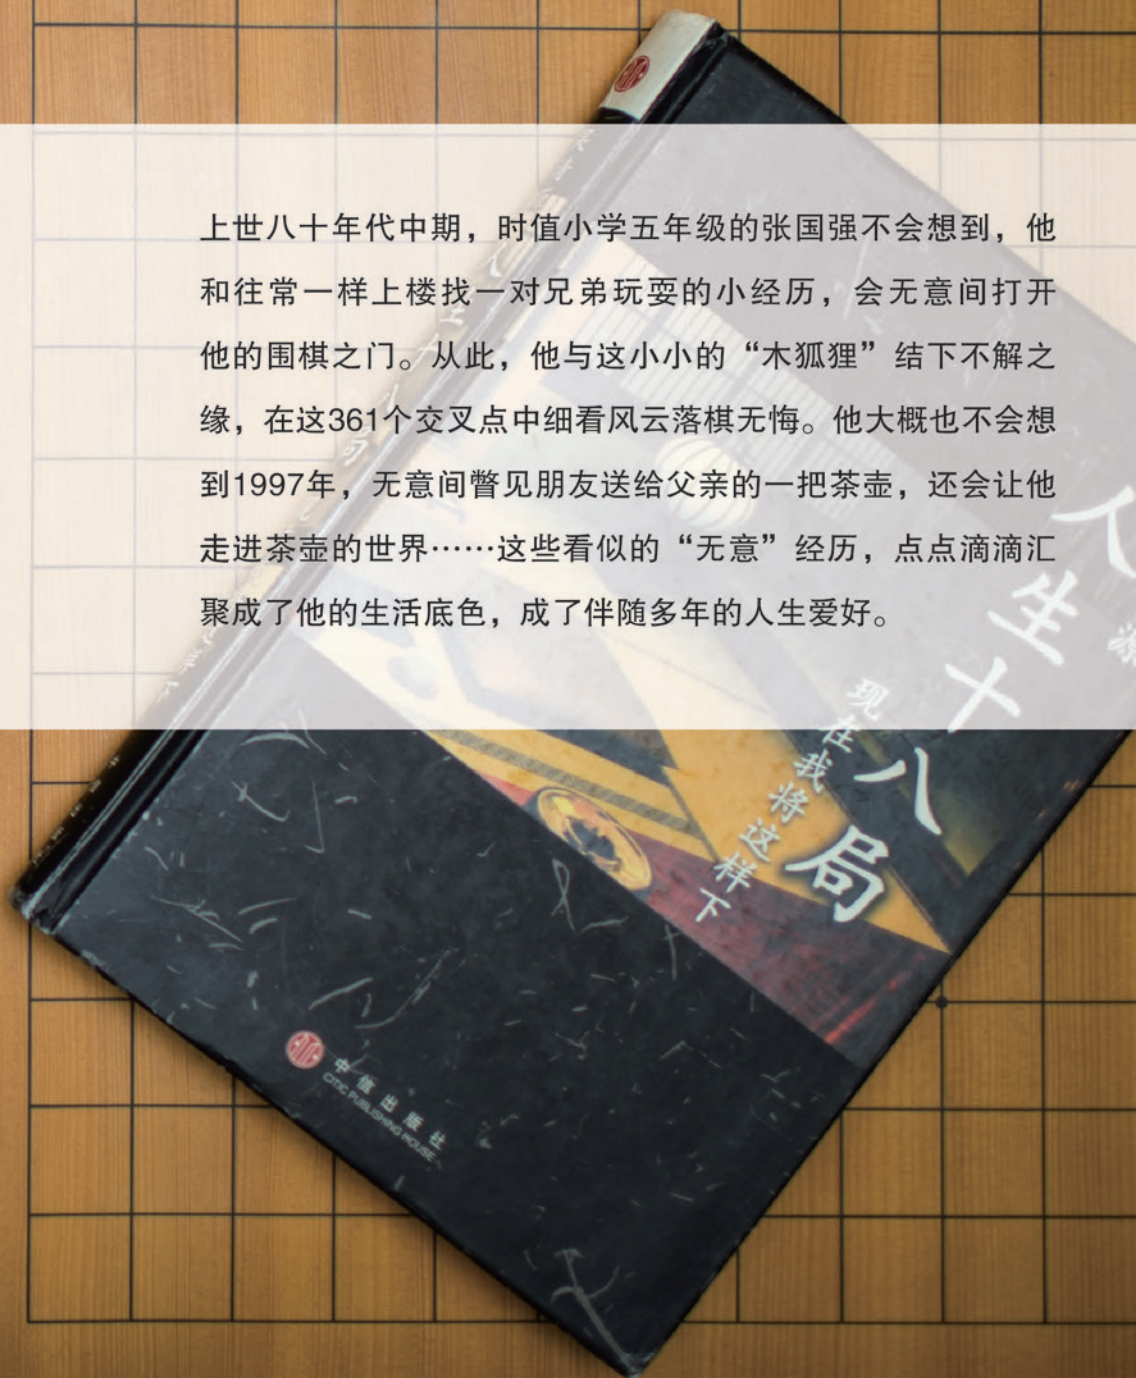 上世八十年代中期，时值小学五年级的张国强不会想到，他
和往常一样上楼找一对兄弟玩耍的小经历，会无意间打开
他的围棋之门。从此，他与这小小的“木狐狸”结下不解之
缘，在这361个交叉点中细看风云落棋无悔。他大概也不会想
到1997年，无意间瞥见朋友送给父亲的一把茶壶，还会让他
走进茶壶的世界……这些看似的“无意”经历，点点滴滴汇
聚成了他的生活底色，成了伴随多年的人生爱好。
人生十八局
现在我将这样下
中信出版社
CITIC PUBLISHING HOUSE